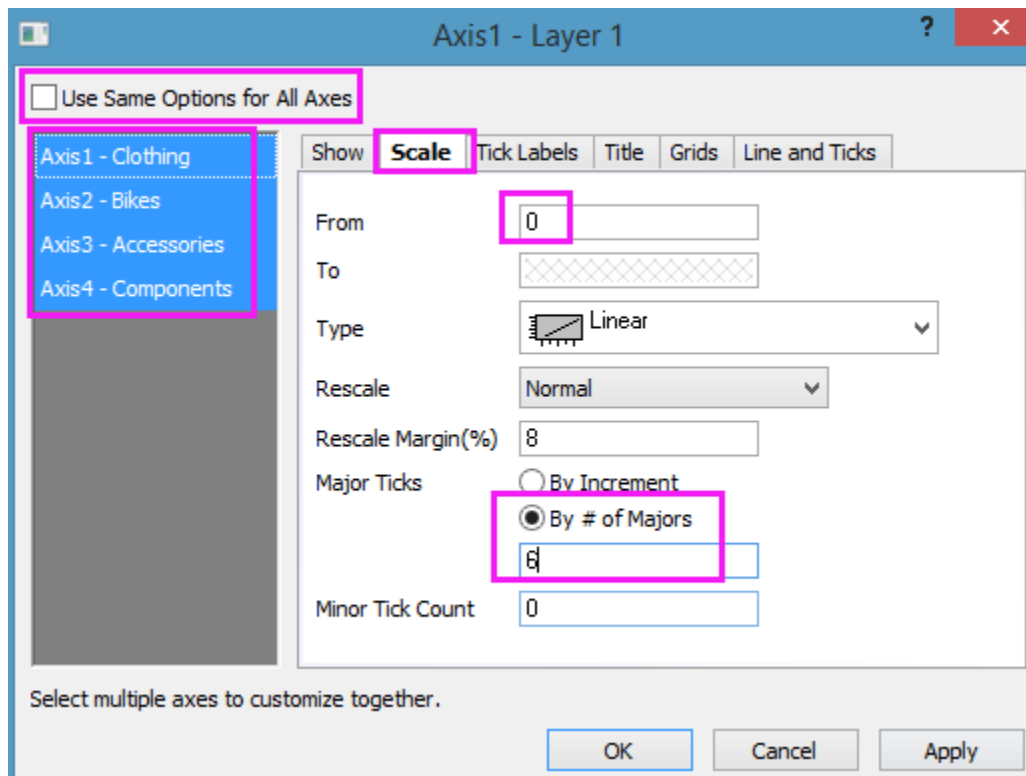 Axis1 - Layer 1
?
Use Same Options for All Axes
Axis1 - Clothing
Axis2 - Bikes
Axis3 - Accessories
Axis4 - Components
Show Scale Tick Labels Title Grids Line and Ticks
From 0
To
Type Linear
Rescale Normal
Rescale Margin(%) 8
Major Ticks By Increment
By # of Majors
6
Minor Tick Count 0
Select multiple axes to customize together.
OK Cancel Apply